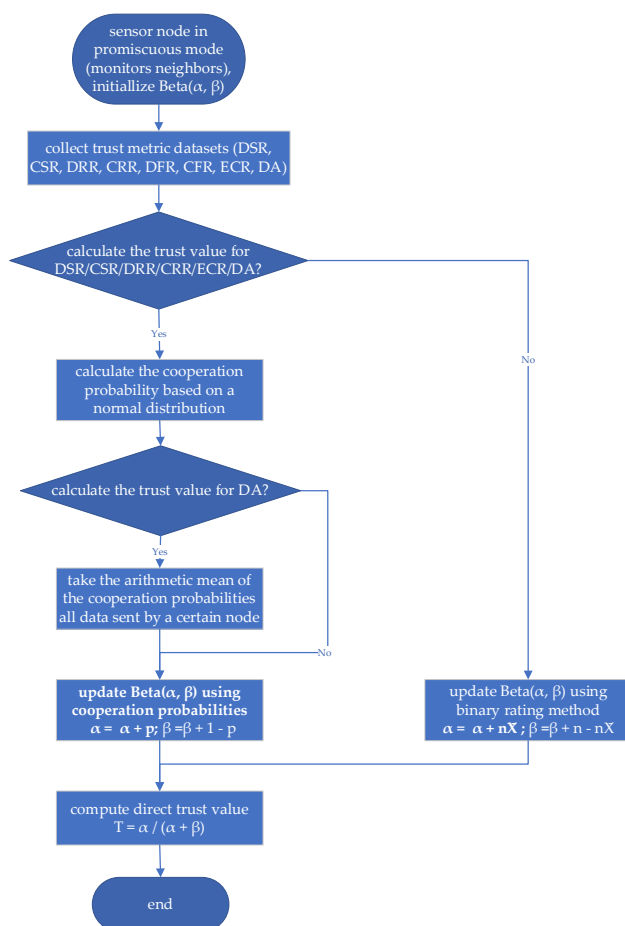 sensor node in
promiscuous mode
(monitors neighbors),
initiallize Beta(α, β)
collect trust metric datasets (DSR,
CSR, DRR, CRR, DFR, CFR, ECR, DA)
calculate the trust value for
DSR/CSR/DRR/CRR/ECR/DA?
Yes
No
calculate the cooperation
probability based on a
normal distribution
calculate the trust value for DA?
Yes
take the arithmetic mean of
the cooperation probabilities
all data sent by a certain node
No
update Beta(α, β) using
cooperation probabilities
α = α + p; β =β + 1 - p
update Beta(α, β) using
binary rating method
α = α + nX̄ ; β =β + n - nX̄
compute direct trust value
T = α / (α + β)
end